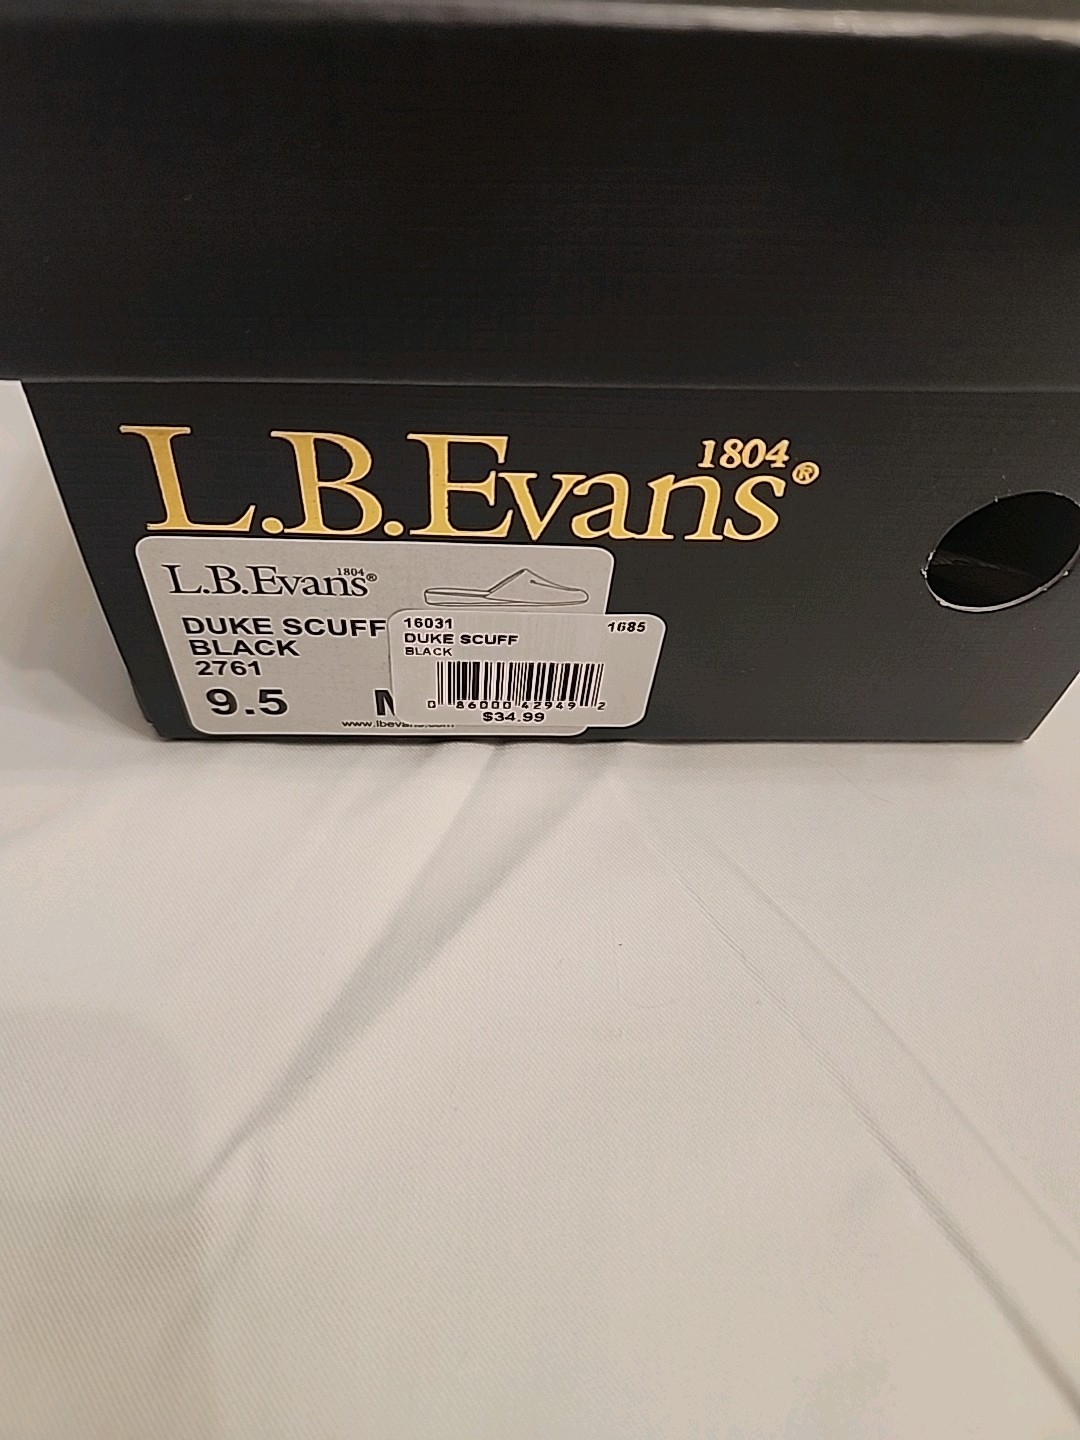 L.B.Evans 1804®
L.B.Evans 1804®
DUKE SCUFF
BLACK
2761
9.5
16031 1685
DUKE SCUFF
BLACK
0 86000 42949 2
$34.99